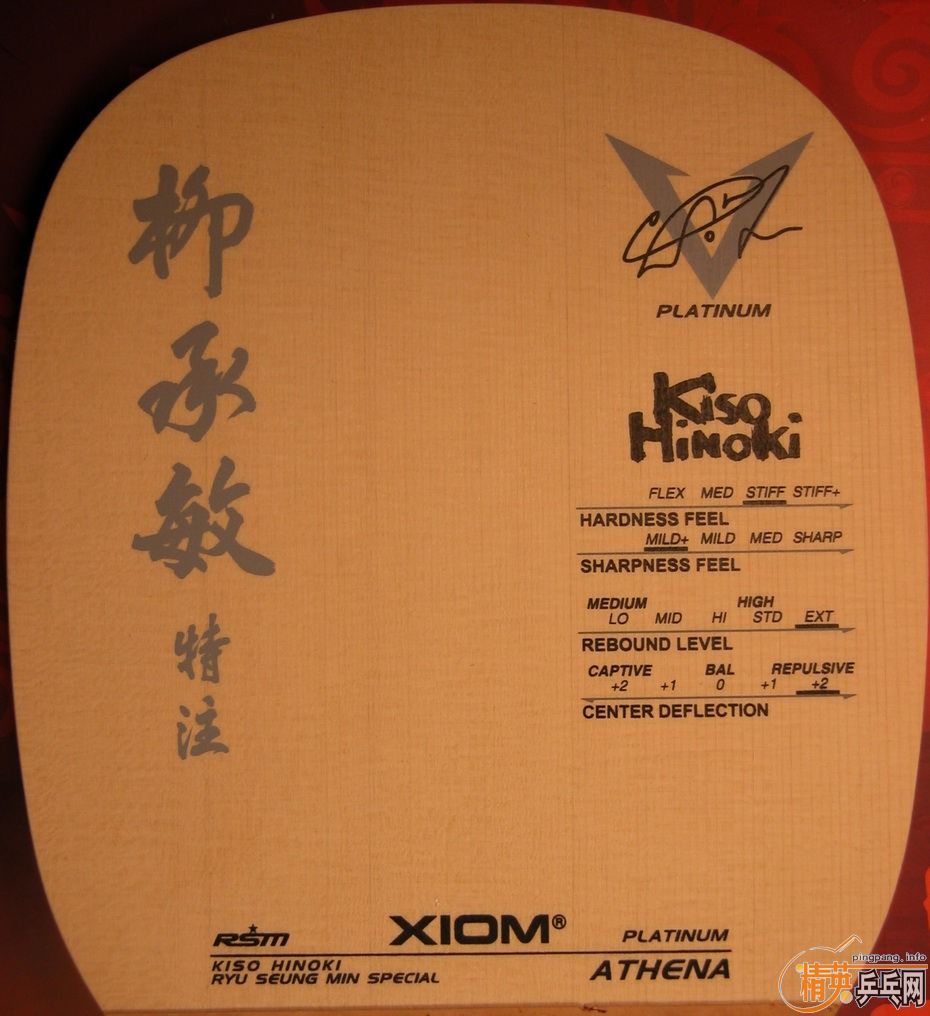 柳承敏特注
PLATINUM
Kiso
Hinoki
FLEX MED STIFF STIFF+
HARDNESS FEEL
MILD+ MILD MED SHARP
SHARPNESS FEEL
MEDIUM HIGH
LO MID HI STD EXT
REBOUND LEVEL
CAPTIVE BAL REPULSIVE
+2 +1 0 +1 +2
CENTER DEFLECTION
RSM XIOM® PLATINUM
KISO HINOKI
RYU SEUNG MIN SPECIAL ATHENA
pingpang.info
精英乒乓网